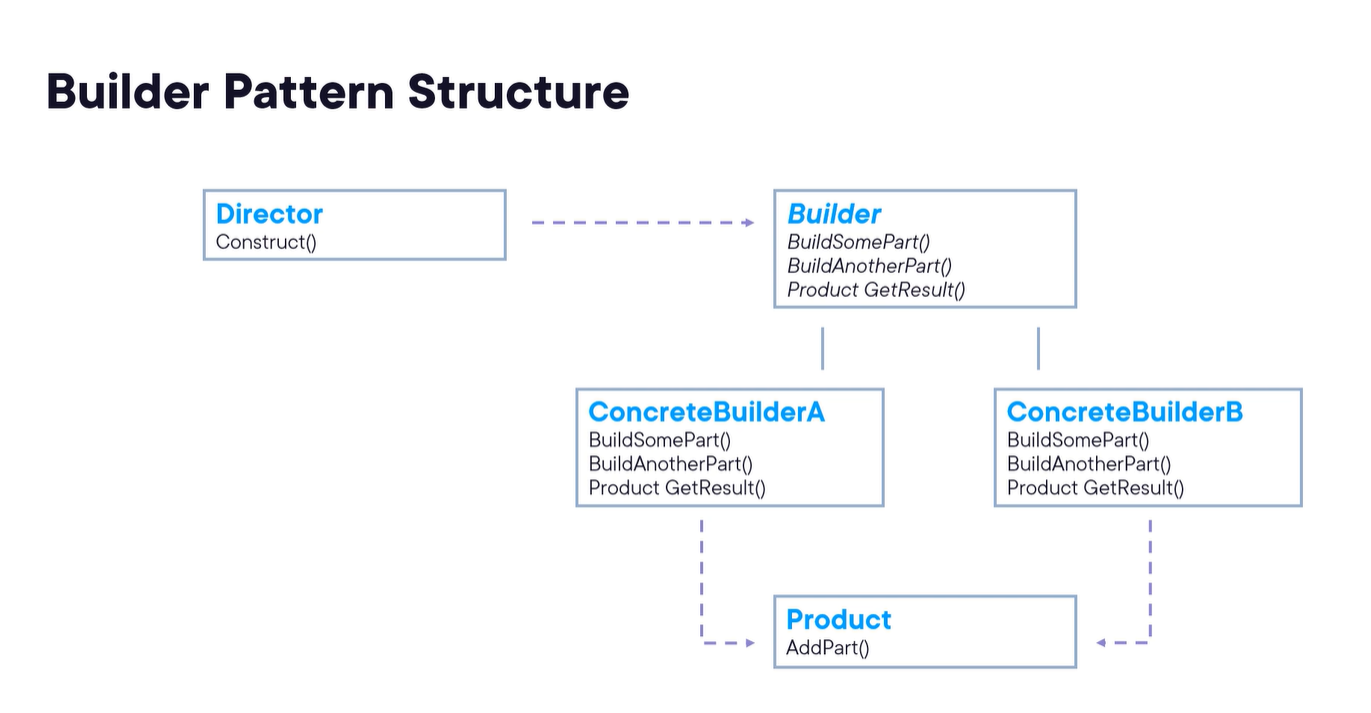 Builder Pattern Structure
Director
Construct()
Builder
BuildSomePart()
BuildAnotherPart()
Product GetResult()
ConcreteBuilderA
BuildSomePart()
BuildAnotherPart()
Product GetResult()
ConcreteBuilderB
BuildSomePart()
BuildAnotherPart()
Product GetResult()
Product
AddPart()